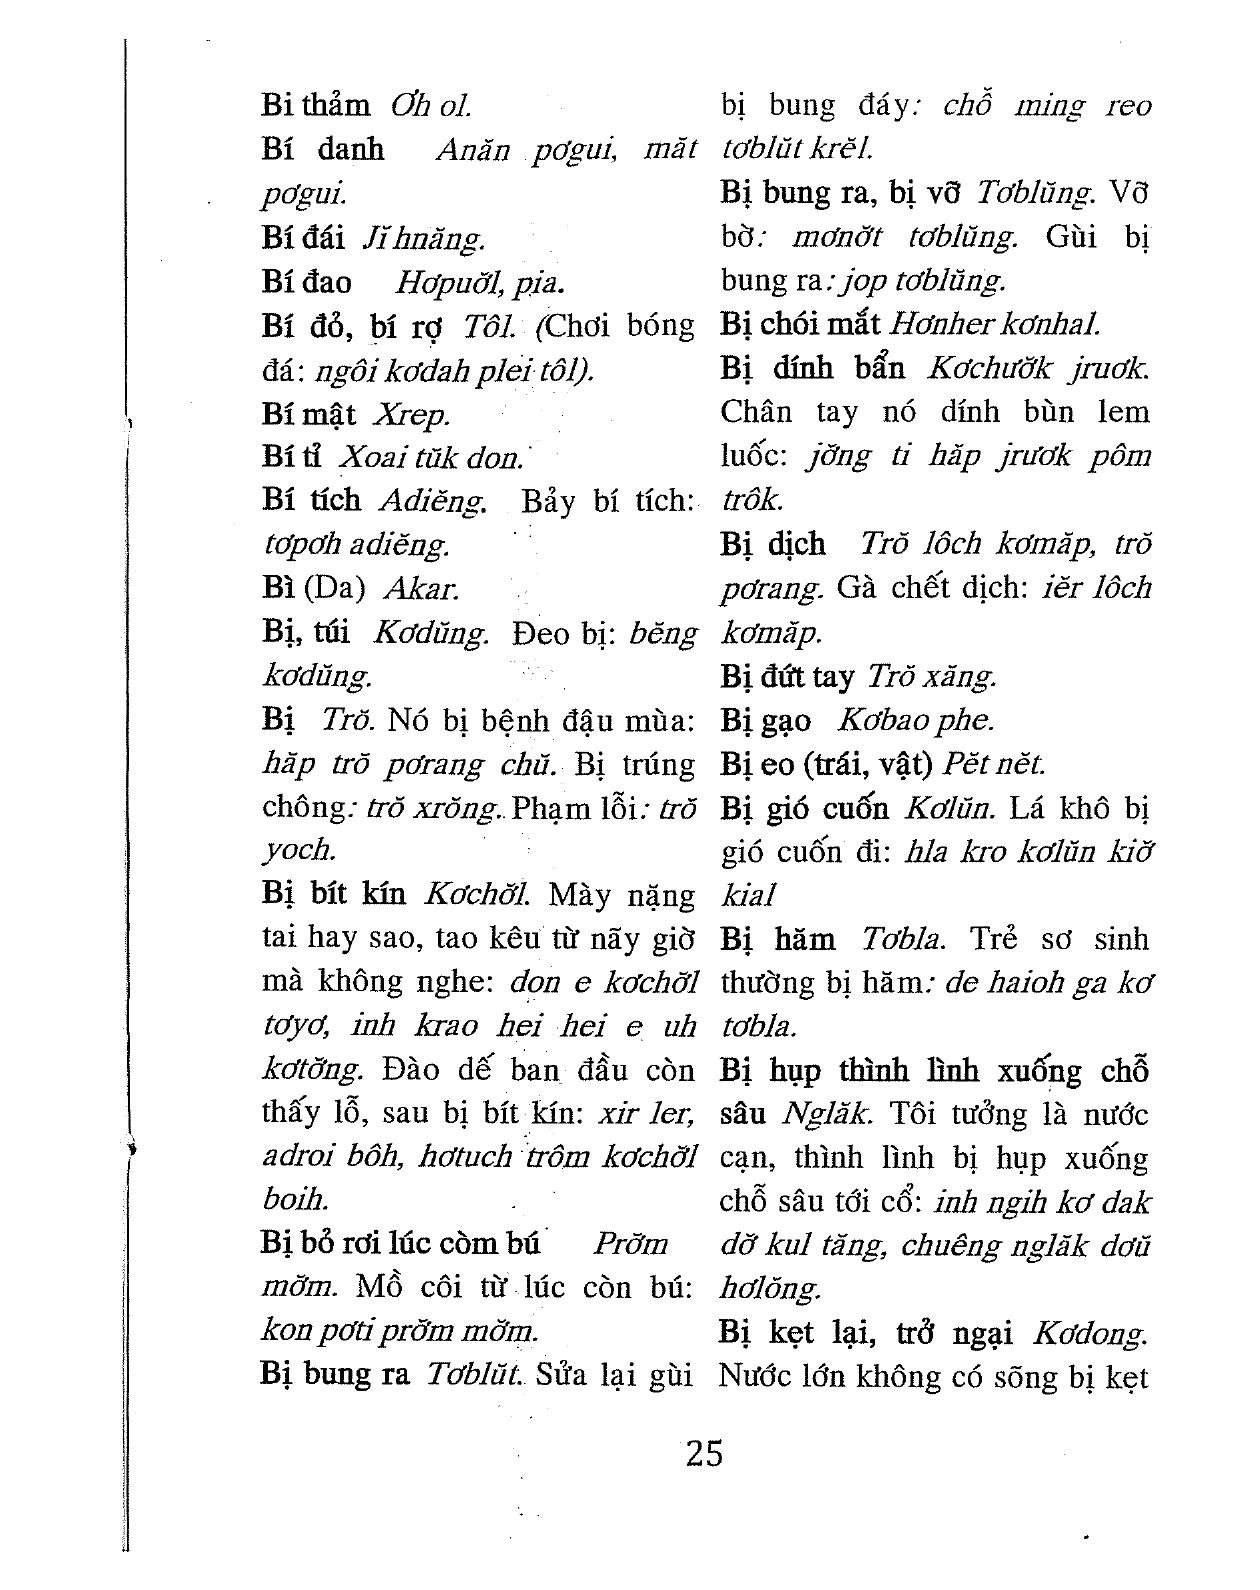 Bi thảm Ơh ol.
Bí danh Anăn pơgui, măt
pơgui.
Bí đái Jĭ hnăng.
Bí đao Hơpuơ̆l, pịa.
Bí đỏ, bí rợ Tôl. (Chơi bóng
đá: ngôi kơdah plei tôl).
Bí mật Xrep.
Bí tỉ Xoai tŭk don.
Bí tích Adiĕng. Bảy bí tích:
tơpơh adiĕng.
Bì (Da) Akar.
Bị, túi Kơdŭng. Đeo bị: bĕng
kơdŭng.
Bị Trŏ. Nó bị bệnh đậu mùa:
hăp trŏ pơrang chŭ. Bị trúng
chông: trŏ xrŏng. Phạm lỗi: trŏ
yoch.
Bị bít kín Kơchơ̆l. Mày nặng
tai hay sao, tao kêu từ nãy giờ
mà không nghe: don e kơchơ̆l
tơyơ, inh krao hei hei e uh
kơtơ̆ng. Đào dế ban đầu còn
thấy lỗ, sau bị bít kín: xir ler,
adroi bôh, hơtuch trôm kơchơ̆l
boih.
Bị bỏ rơi lúc còm bú Prơ̆m
mơ̆m. Mồ côi từ lúc còn bú:
kon pơti prơ̆m mơ̆m.
Bị bung ra Tơblŭt. Sửa lại gùi
bị bung đáy: chỗ ming reo
tơblŭt krĕl.
Bị bung ra, bị vỡ Tơblŭng. Vỡ
bờ: mơnơ̆t tơblŭng. Gùi bị
bung ra: jop tơblŭng.
Bị chói mắt Hơnher kơnhal.
Bị dính bẩn Kơchươ̆k jruơk.
Chân tay nó dính bùn lem
luốc: jơ̆ng ti hăp jrươk pôm
trôk.
Bị dịch Trŏ lôch kơmăp, trŏ
pơrang. Gà chết dịch: iĕr lôch
kơmăp.
Bị đứt tay Trŏ xăng.
Bị gạo Kơbao phe.
Bị eo (trái, vật) Pĕt nĕt.
Bị gió cuốn Kơlŭn. Lá khô bị
gió cuốn đi: hla kro kơlŭn kiơ̆
kial
Bị hăm Tơbla. Trẻ sơ sinh
thường bị hăm: de haioh ga kơ
tơbla.
Bị hụp thình lình xuống chỗ
sâu Nglăk. Tôi tưởng là nước
cạn, thình lình bị hụp xuống
chỗ sâu tới cổ: inh ngih kơ dak
dơ̆ kul tăng, chuêng nglăk dơŭ
hơlŏng.
Bị kẹt lại, trở ngại Kơdong.
Nước lớn không có sõng bị kẹt
25